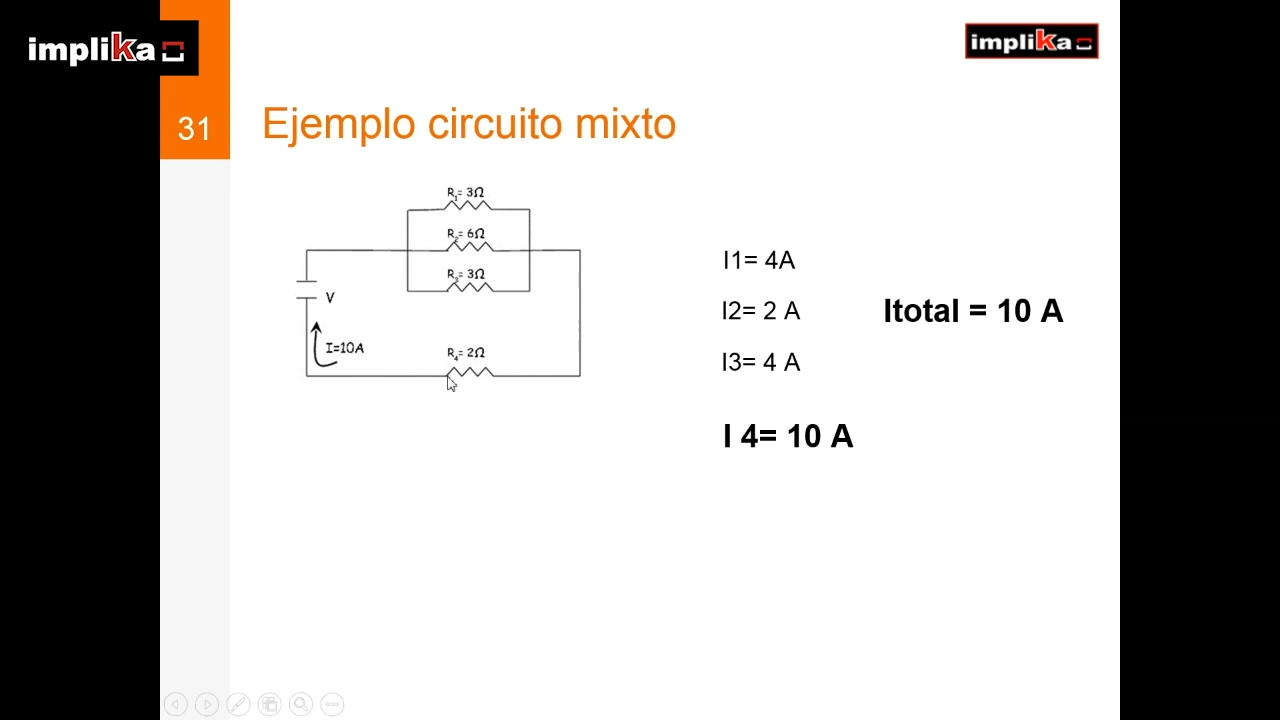 implika
implika
31
Ejemplo circuito mixto
R1= 3Ω
R2= 6Ω
R3= 3Ω
V
I=10A
R4= 2Ω
I1= 4A
I2= 2 A
I3= 4 A
Itotal = 10 A
I 4= 10 A